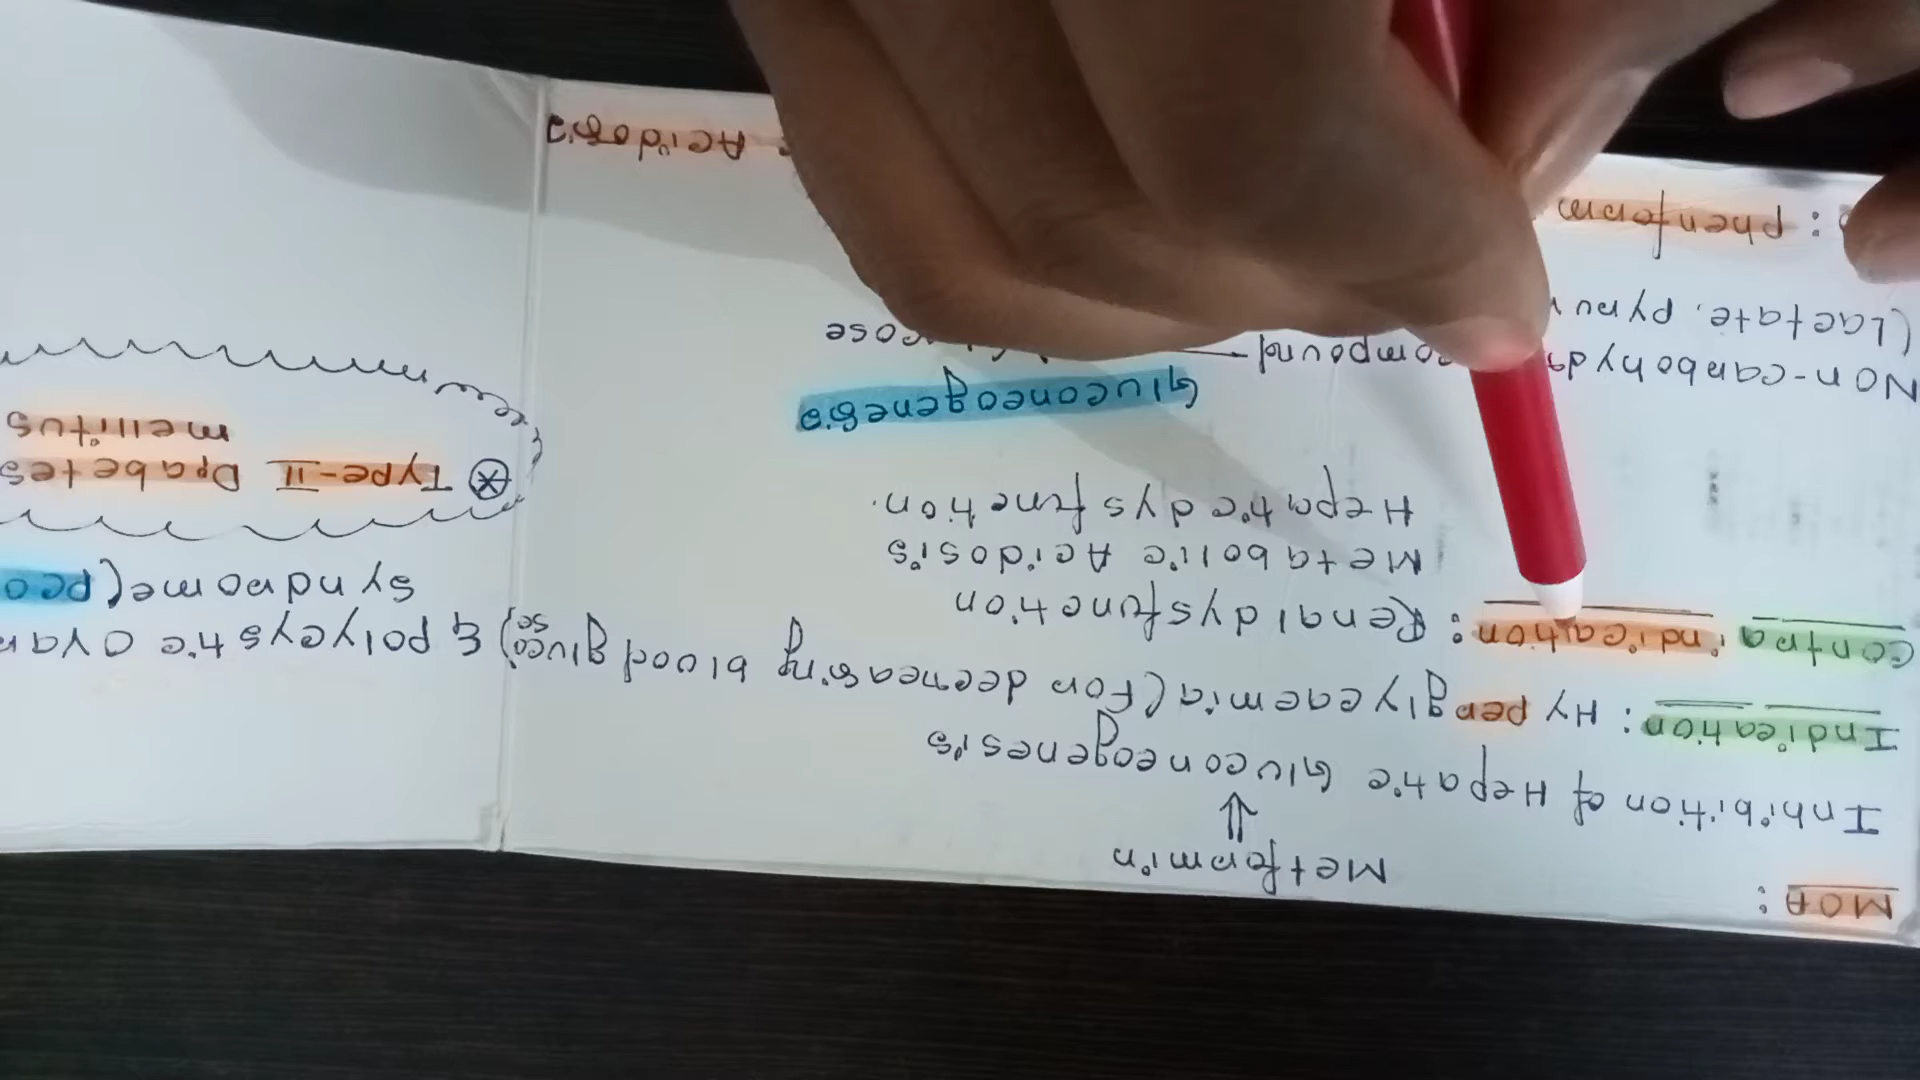 MOA:
Metformin
⇓
Inhibition of Hepatic Gluconeogenesis
Indication: Hyperglycaemia (For decreasing blood glucose) & polycystic ovar
syndrome (PCO
Contraindication: Renal dysfunction
Metabolic Acidosis
Hepatic dysfunction.
⊛ Type-II Diabetes
mellitus
Gluconeogenesis
Non-carbohyd compound
(Lactate, pyru
: phenform Acidosis